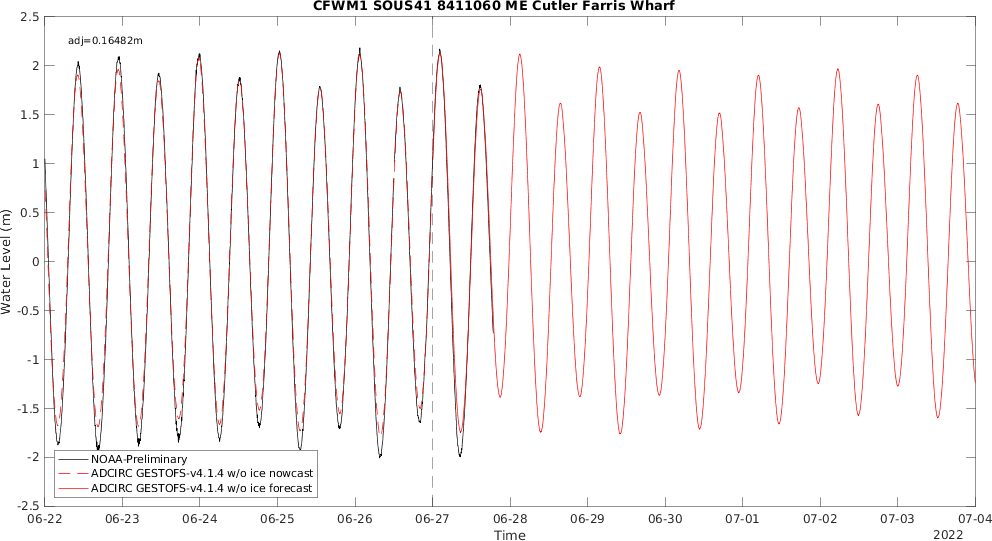 CFWM1 SOUS41 8411060 ME Cutler Farris Wharf
adj=0.16482m
2.5
2
1.5
1
0.5
0
-0.5
-1
-1.5
-2
-2.5
Water Level (m)
NOAA-Preliminary
ADCIRC GESTOFS-v4.1.4 w/o ice nowcast
ADCIRC GESTOFS-v4.1.4 w/o ice forecast
06-22 06-23 06-24 06-25 06-26 06-27 06-28 06-29 06-30 07-01 07-02 07-03 07-04
Time
2022